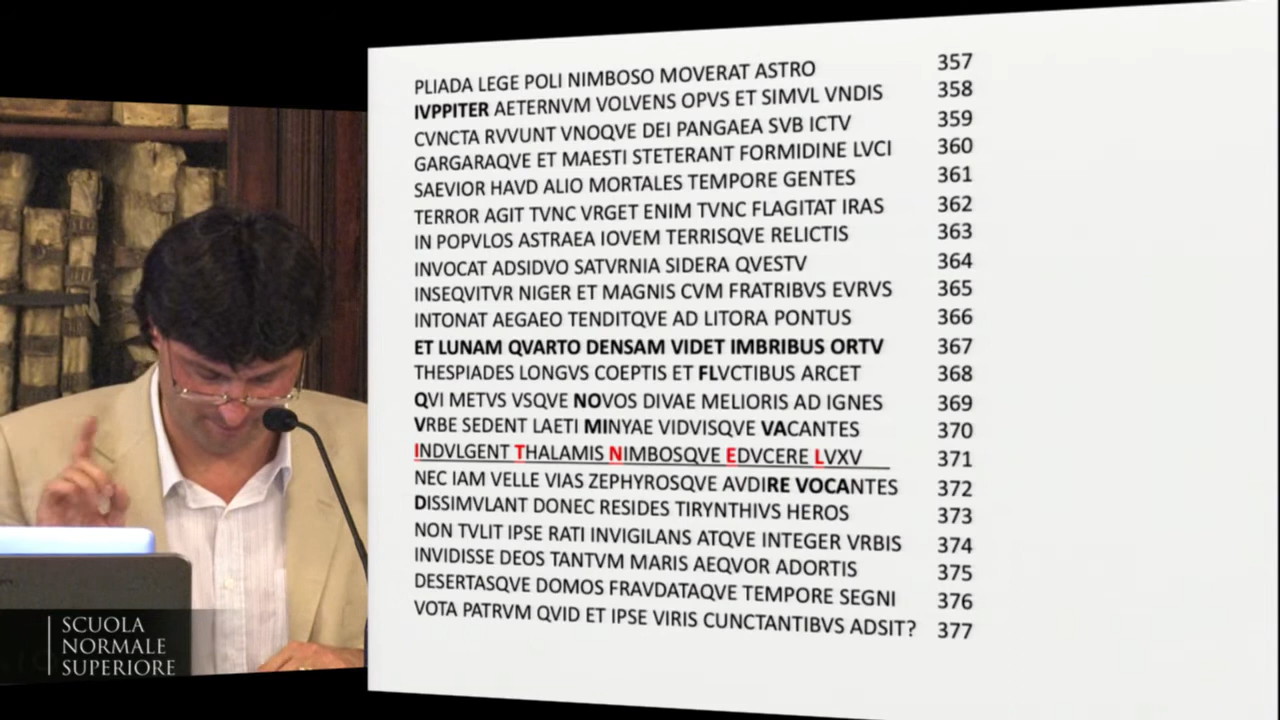 PLIADA LEGE POLI NIMBOSO MOVERAT ASTRO 357
IVPPITER AETERNVM VOLVENS OPVS ET SIMVL VNDIS 358
CVNCTA RVVUNT VNOQVE DEI PANGAEA SVB ICTV 359
GARGARAQVE ET MAESTI STETERANT FORMIDINE LVCI 360
SAEVIOR HAVD ALIO MORTALES TEMPORE GENTES 361
TERROR AGIT TVNC VRGET ENIM TVNC FLAGITAT IRAS 362
IN POPVLOS ASTRAEA IOVEM TERRISQVE RELICTIS 363
INVOCAT ADSIDVO SATVRNIA SIDERA QVESTV 364
INSEQVITVR NIGER ET MAGNIS CVM FRATRIBVS EVRVS 365
INTONAT AEGAEO TENDITQVE AD LITORA PONTUS 366
ET LUNAM QVARTO DENSAM VIDET IMBRIBUS ORTV 367
THESPIADES LONGVS COEPTIS ET FLVCTIBUS ARCET 368
QVI METVS VSQVE NOVOS DIVAE MELIORIS AD IGNES 369
VRBE SEDENT LAETI MINYAE VIDVISQVE VACANTES 370
INDVLGENT THALAMIS NIMBOSQVE EDVCERE LVXV 371
NEC IAM VELLE VIAS ZEPHYROSQVE AVDIRE VOCANTES 372
DISSIMVLANT DONEC RESIDES TIRYNTHIVS HEROS 373
NON TVLIT IPSE RATI INVIGILANS ATQVE INTEGER VRBIS 374
INVIDISSE DEOS TANTVM MARIS AEQVOR ADORTIS 375
DESERTASQVE DOMOS FRAVDATAQVE TEMPORE SEGNI 376
VOTA PATRVM QVID ET IPSE VIRIS CUNCTANTIBVS ADSIT? 377
SCUOLA
NORMALE
SUPERIORE